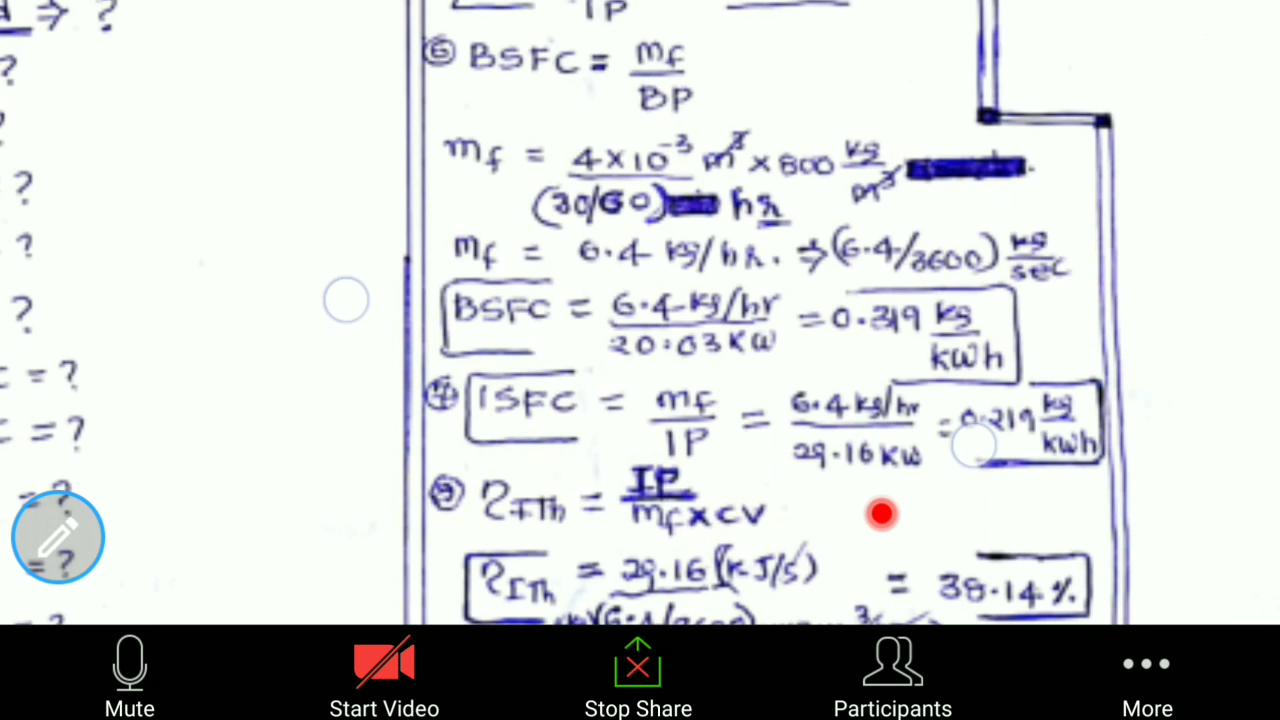 ⇒ ?
IP
?
⑥ BSFC = mf / BP
mf = 4×10⁻³ m³ × 800 kg/m³
?
(30/60) hr
?
mf = 6.4 kg/hr. ⇒ (6.4/3600) kg/sec
?
BSFC = 6.4 kg/hr / 20.03 KW = 0.319 kg/kWh
= ?
ISFC = mf / IP = 6.4 kg/hr / 29.16 KW = 0.219 kg/kWh
= ?
ηITh = IP / mf × CV
= ?
ηITh = 29.16 (KJ/s) = 38.14 %
= ?
Mute
Start Video
Stop Share
Participants
More